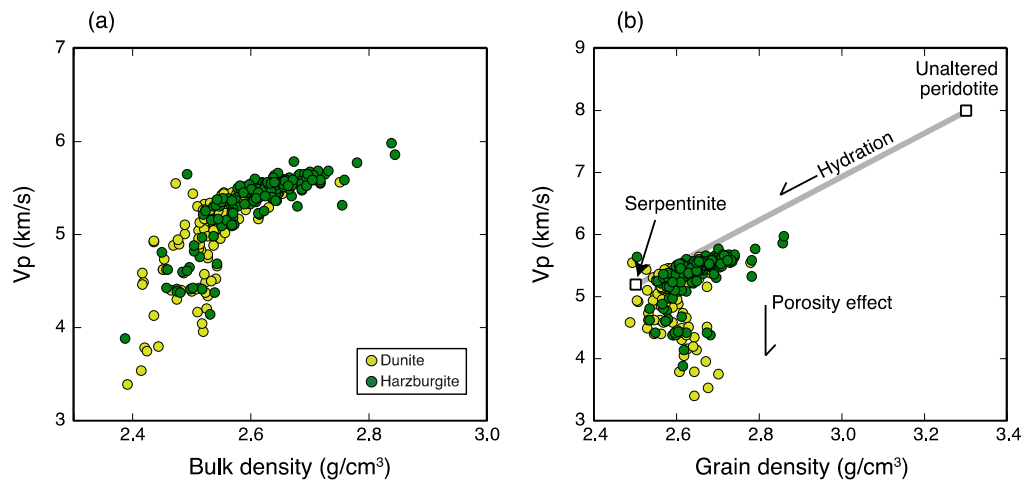 (a)
7
6
5
4
3
Vp (km/s)
2.4
2.6
2.8
3.0
Bulk density (g/cm³)
Dunite
Harzburgite
(b)
9
8
7
6
5
4
3
Vp (km/s)
2.4
2.6
2.8
3.0
3.2
3.4
Grain density (g/cm³)
Unaltered
peridotite
Hydration
Serpentinite
Porosity effect